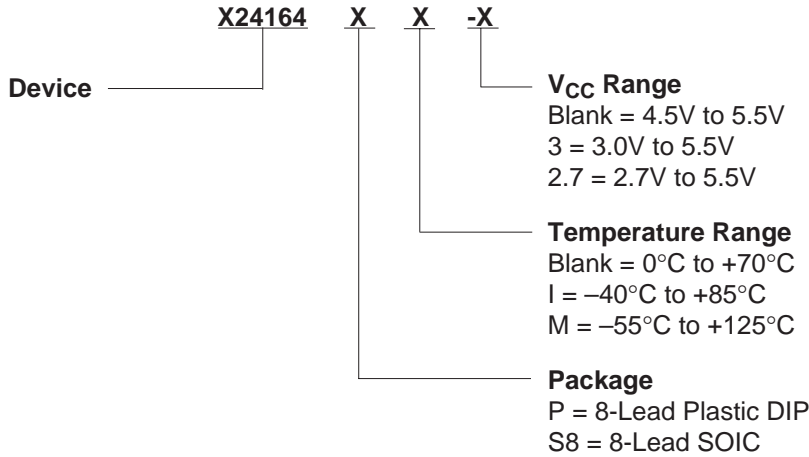 X24164 X X -X
Device
VCC Range
Blank = 4.5V to 5.5V
3 = 3.0V to 5.5V
2.7 = 2.7V to 5.5V
Temperature Range
Blank = 0°C to +70°C
I = –40°C to +85°C
M = –55°C to +125°C
Package
P = 8-Lead Plastic DIP
S8 = 8-Lead SOIC